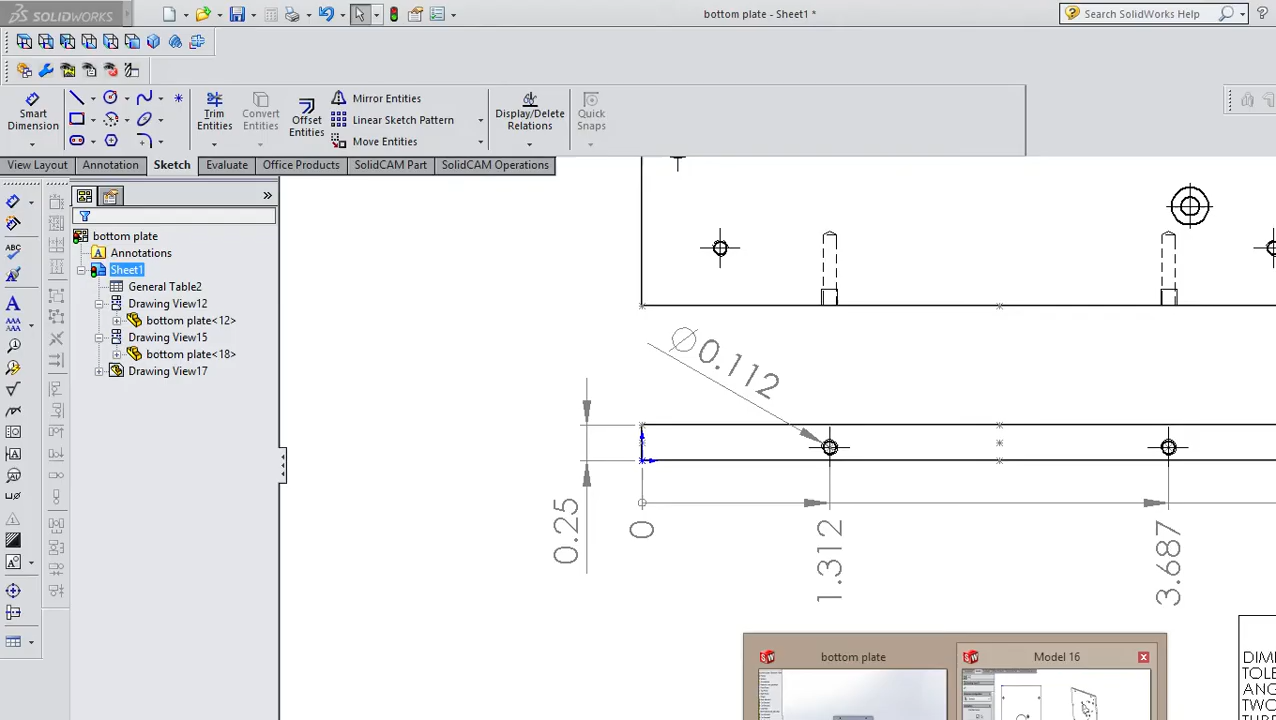 SOLIDWORKS
bottom plate - Sheet1 *
Search SolidWorks Help
Smart
Dimension
Trim
Entities
Convert
Entities
Offset
Entities
Mirror Entities
Linear Sketch Pattern
Move Entities
Display/Delete
Relations
Quick
Snaps
View Layout
Annotation
Sketch
Evaluate
Office Products
SolidCAM Part
SolidCAM Operations
bottom plate
Annotations
Sheet1
General Table2
Drawing View12
bottom plate<12>
Drawing View15
bottom plate<18>
Drawing View17
∅0.112
0.25
0
1.312
3.687
bottom plate
Model 16
DIM
TOL
ANG
TWO